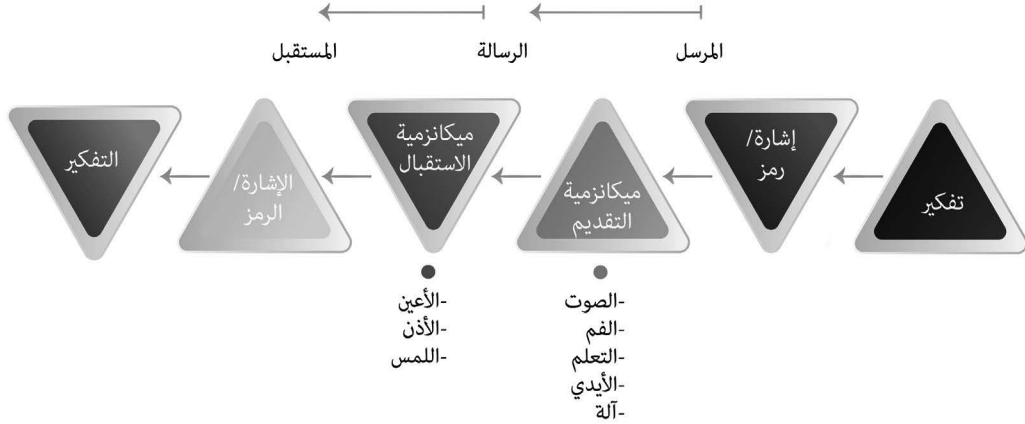 المرسل
الرسالة
المستقبل
تفكير
إشارة/
رمز
ميكانزمية
التقديم
ميكانزمية
الاستقبال
الإشارة/
الرمز
التفكير
-الصوت
-الفم
-التعلم
-الأيدي
-آلة
-الأعين
-الأذن
-اللمس